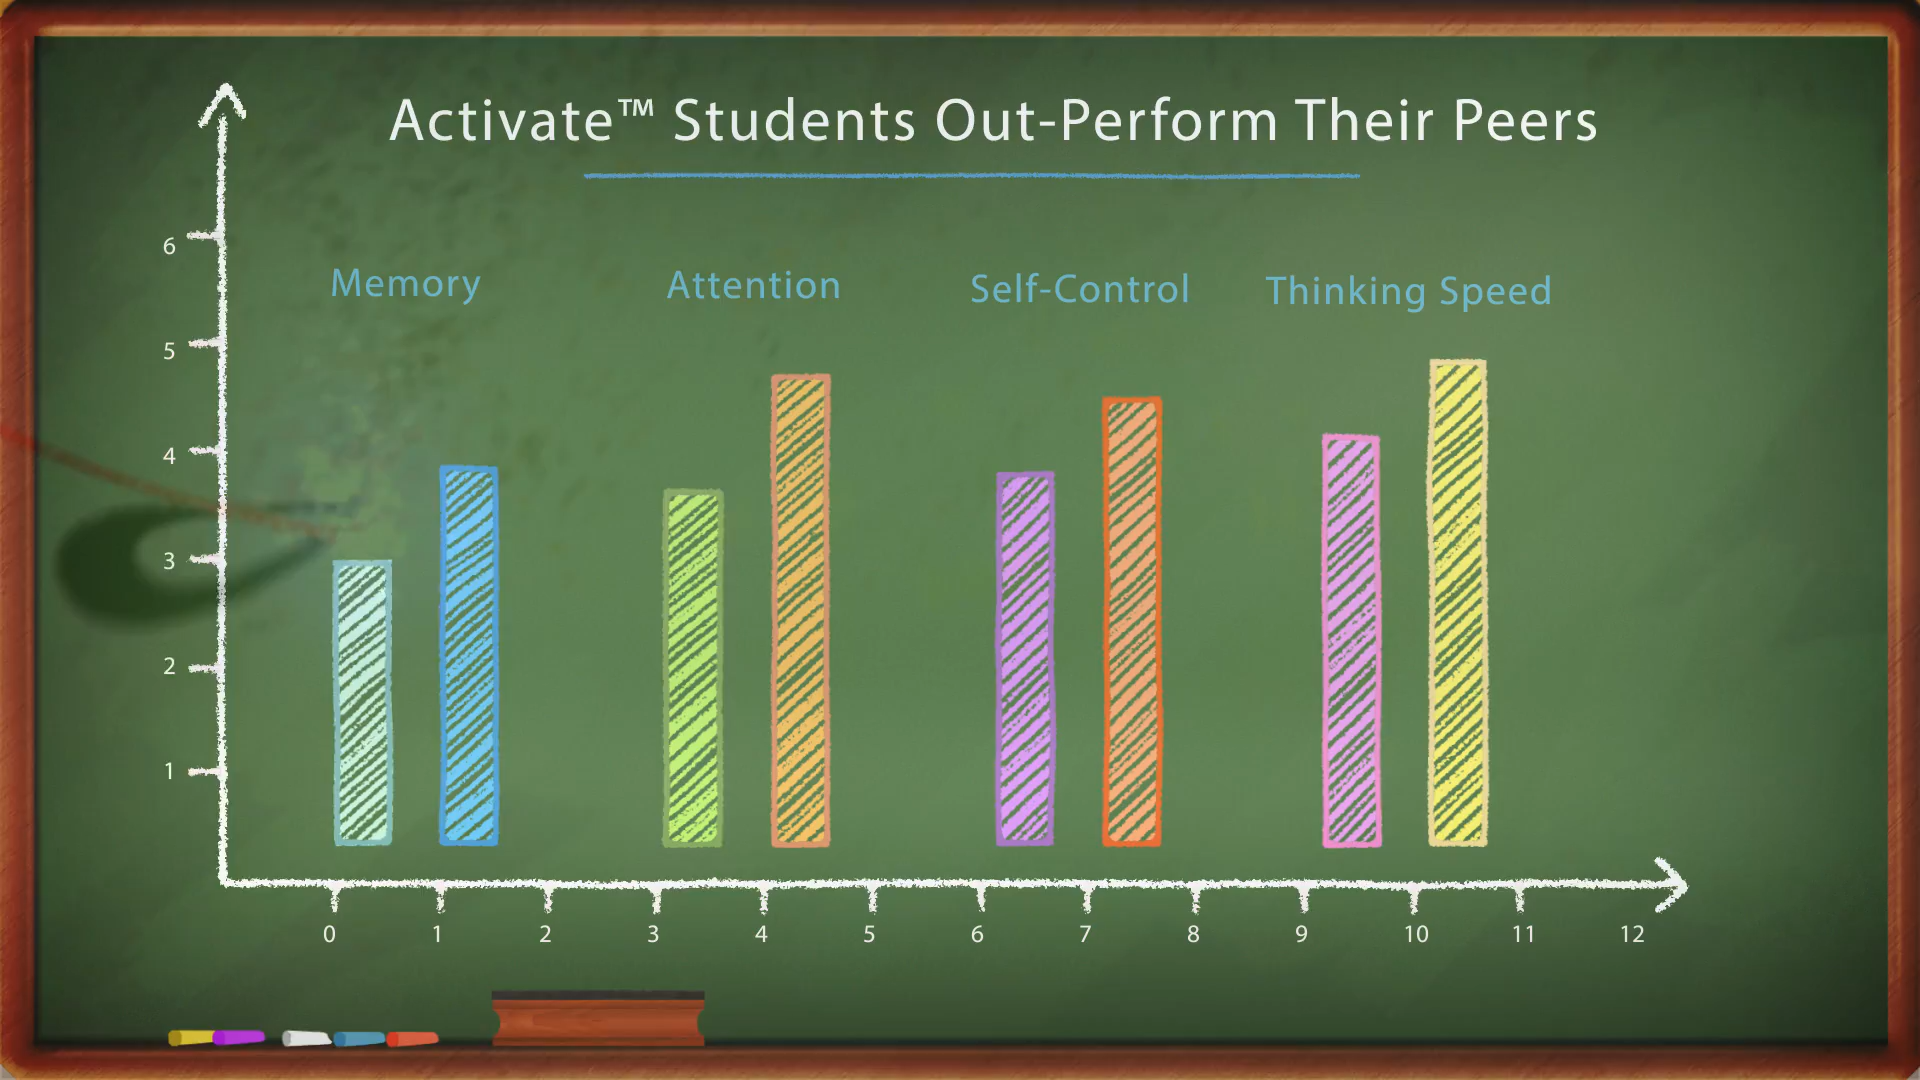 Activate™ Students Out-Perform Their Peers
6
Memory
Attention
Self-Control
Thinking Speed
5
4
3
2
1
0 1 2 3 4 5 6 7 8 9 10 11 12